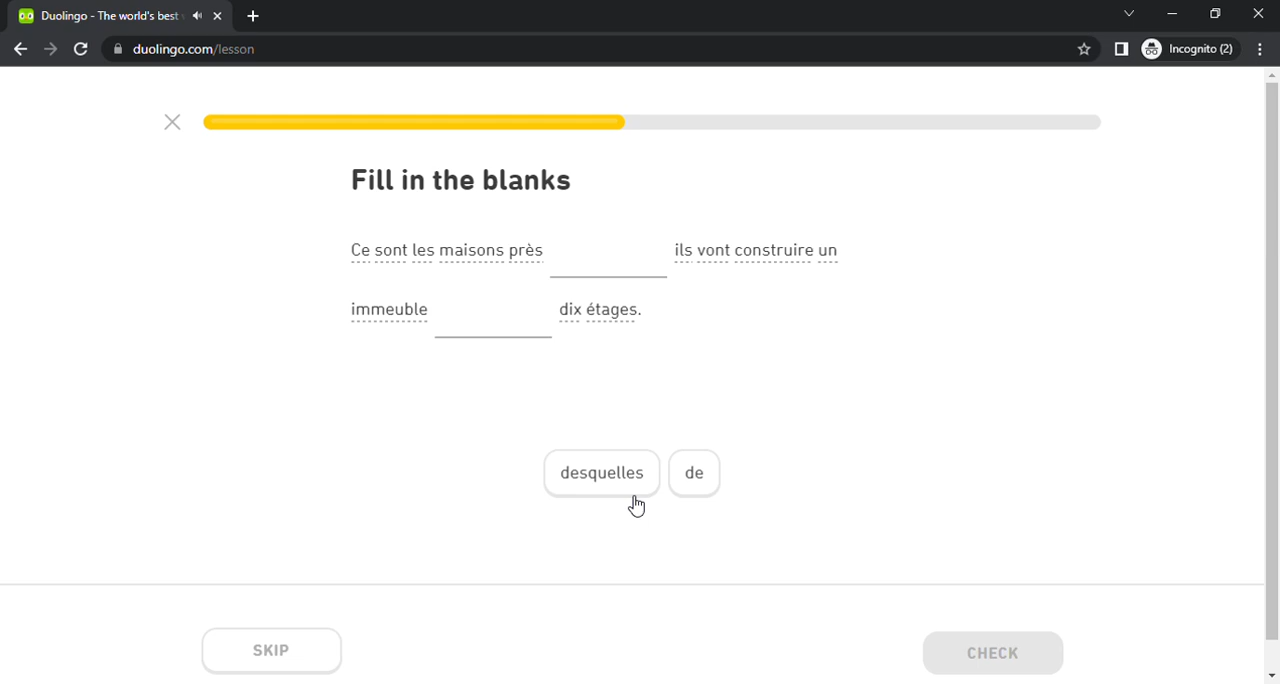 Duolingo - The world's best
duolingo.com/lesson
Incognito (2)
Fill in the blanks
Ce sont les maisons près ils vont construire un
immeuble dix étages.
desquelles de
SKIP CHECK